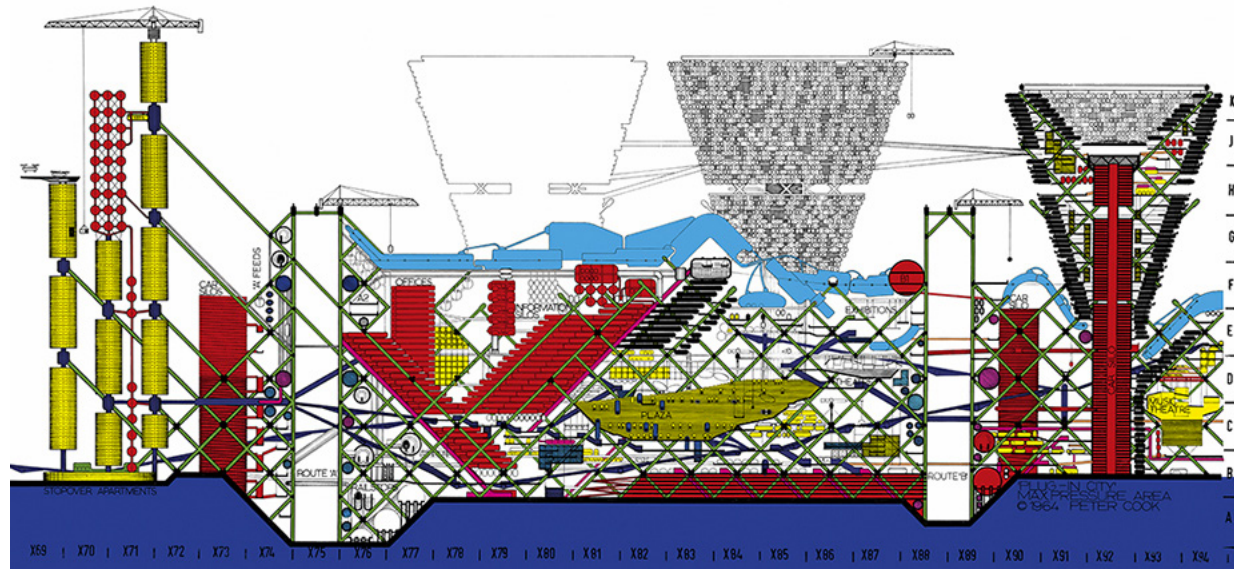 K
J
H
G
F
E
D
C
B
A
'A' FEEDS
CAR
SILO
OFFICES
INFORMATION
SILOS
EXHIBITIONS
CAR
CAR SILO
PLAZA
MUSIC
THEATRE
ROUTE 'A'
ROUTE 'B'
STOPOVER APARTMENTS
PLUG-IN CITY
MAX PRESSURE AREA
© 1964 PETER COOK
X69 X70 X71 X72 X73 X74 X75 X76 X77 X78 X79 X80 X81 X82 X83 X84 X85 X86 X87 X88 X89 X90 X91 X92 X93 X94